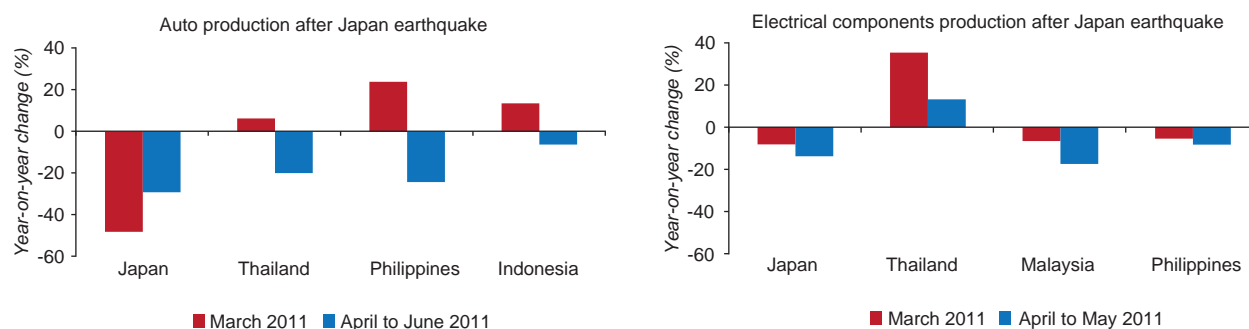 Auto production after Japan earthquake
Year-on-year change (%)
40
20
0
-20
-40
-60
Japan Thailand Philippines Indonesia
March 2011 April to June 2011
Electrical components production after Japan earthquake
Year-on-year change (%)
40
20
0
-20
-40
-60
Japan Thailand Malaysia Philippines
March 2011 April to May 2011